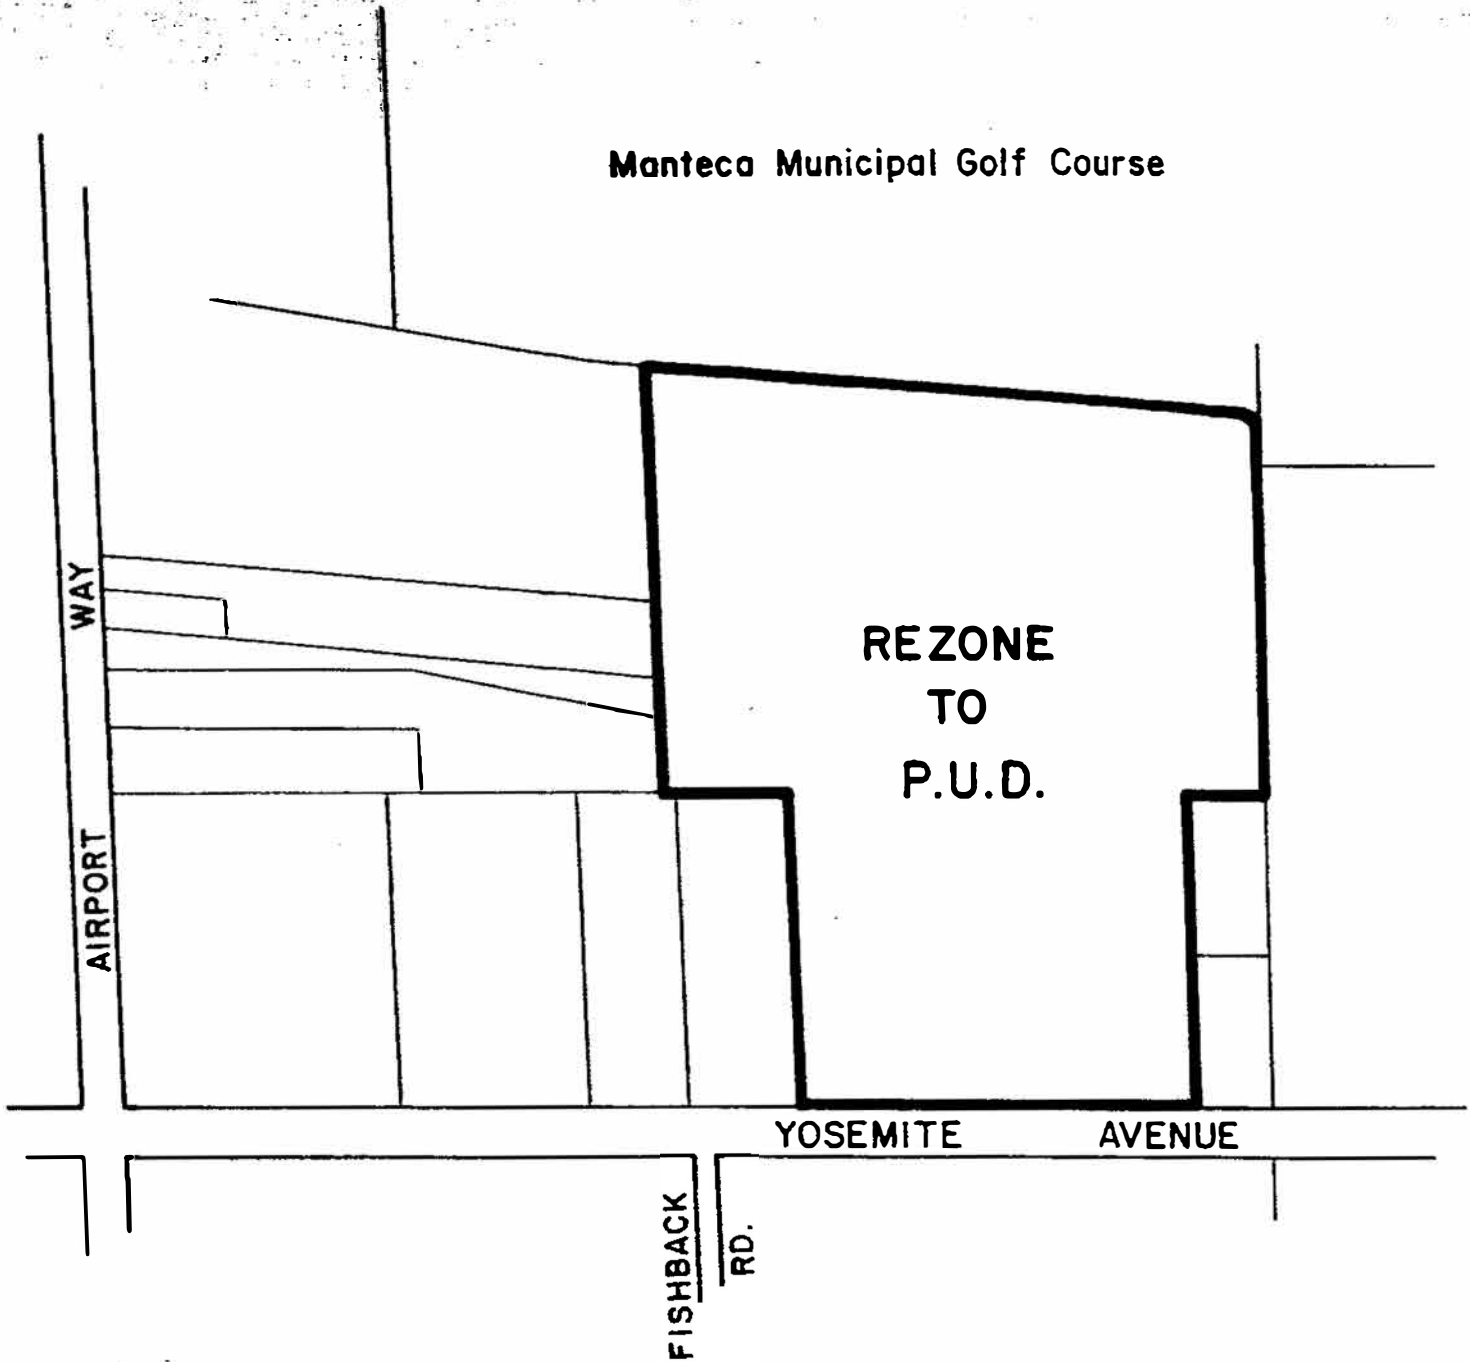 Manteca Municipal Golf Course
REZONE
TO
P.U.D.
AIRPORT WAY
YOSEMITE AVENUE
FISHBACK RD.